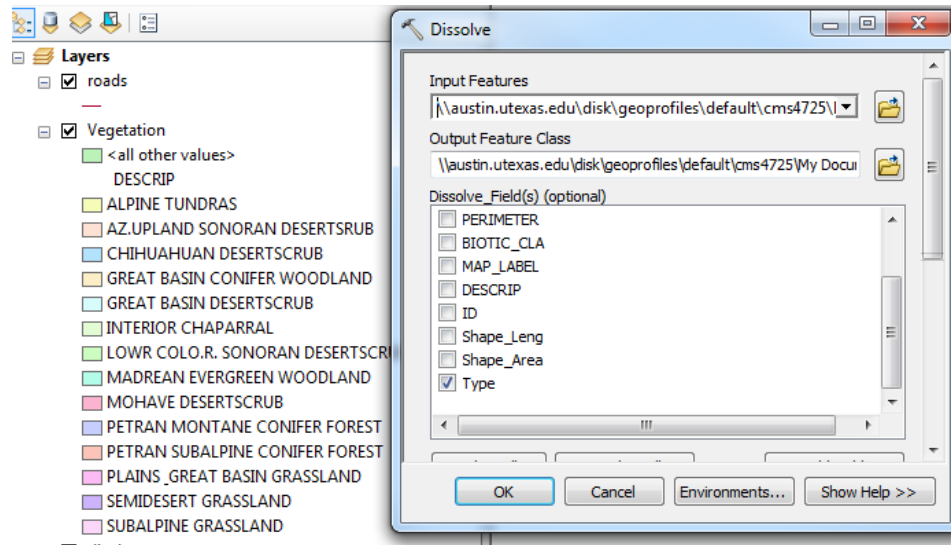 Layers
roads
Vegetation
<all other values>
DESCRIP
ALPINE TUNDRAS
AZ.UPLAND SONORAN DESERTSRUB
CHIHUAHUAN DESERTSCRUB
GREAT BASIN CONIFER WOODLAND
GREAT BASIN DESERTSCRUB
INTERIOR CHAPARRAL
LOWR COLO.R. SONORAN DESERTSCR
MADREAN EVERGREEN WOODLAND
MOHAVE DESERTSCRUB
PETRAN MONTANE CONIFER FOREST
PETRAN SUBALPINE CONIFER FOREST
PLAINS _GREAT BASIN GRASSLAND
SEMIDESERT GRASSLAND
SUBALPINE GRASSLAND
Dissolve
Input Features
\\austin.utexas.edu\disk\geoprofiles\default\cms4725\
Output Feature Class
\\austin.utexas.edu\disk\geoprofiles\default\cms4725\My Docu
Dissolve_Field(s) (optional)
PERIMETER
BIOTIC_CLA
MAP_LABEL
DESCRIP
ID
Shape_Leng
Shape_Area
Type
OK Cancel Environments... Show Help >>